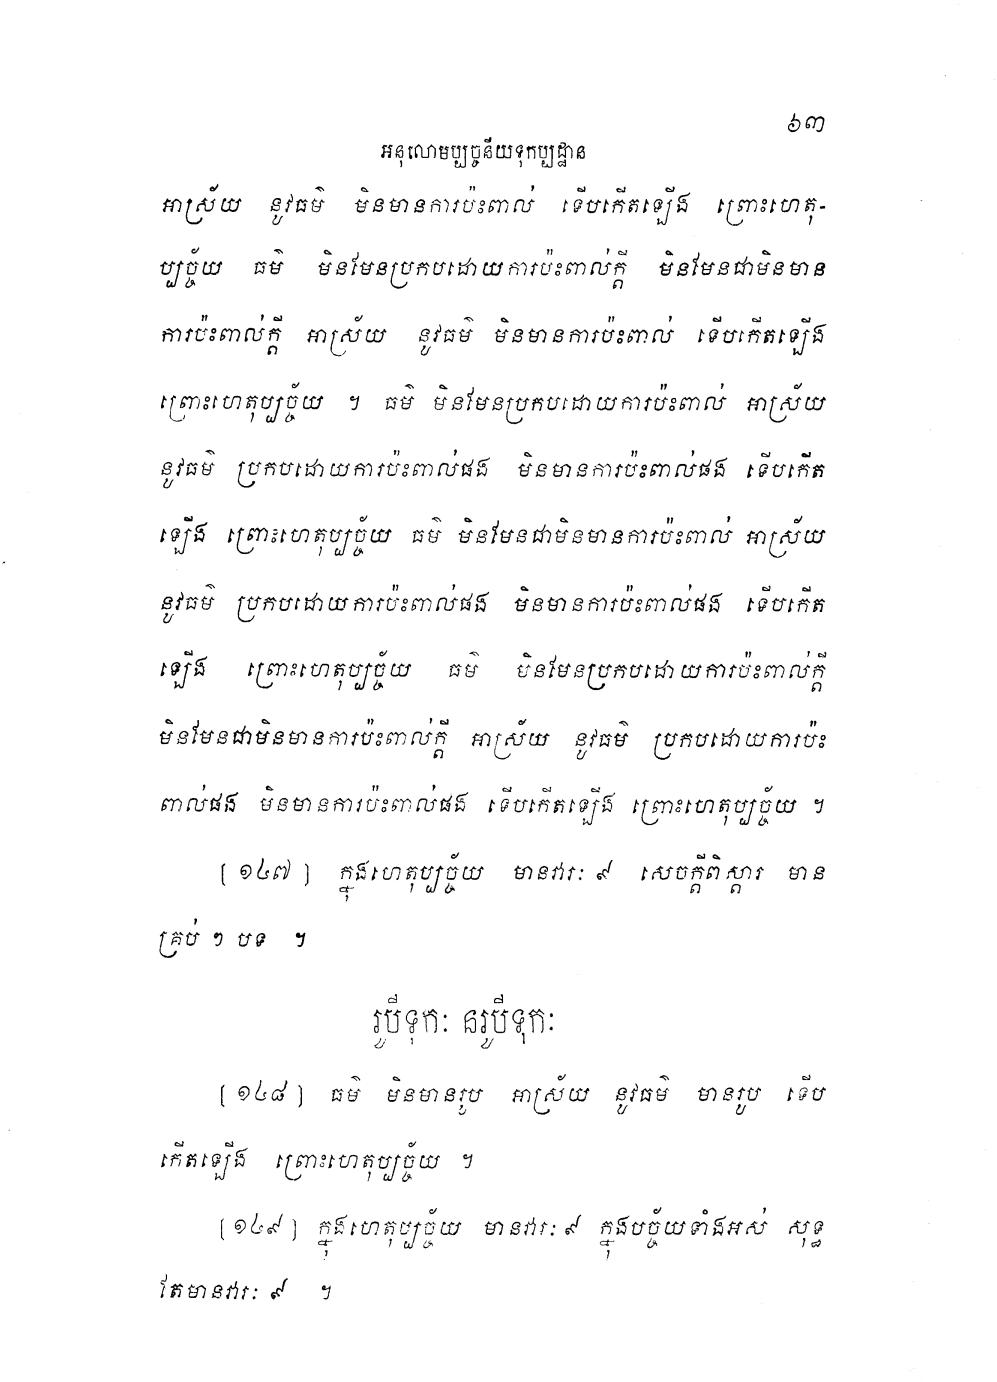 ៦៣
អនុលោមប្បច្ចនីយទុកប្បដ្ឋាន
អាស្រ័យ នូវធម៌ មិនមានការប៉ះពាល់ ទើបកើតឡើង ព្រោះហេតុ-
ប្បច្ច័យ ធម៌ មិនមែនប្រកបដោយការប៉ះពាល់ក្តី មិនមែនជាមិនមាន
ការប៉ះពាល់ក្តី អាស្រ័យ នូវធម៌ មិនមានការប៉ះពាល់ ទើបកើតឡើង
ព្រោះហេតុប្បច្ច័យ ។ ធម៌ មិនមែនប្រកបដោយការប៉ះពាល់ អាស្រ័យ
នូវធម៌ ប្រកបដោយការប៉ះពាល់ផង មិនមានការប៉ះពាល់ផង ទើបកើត
ឡើង ព្រោះហេតុប្បច្ច័យ ធម៌ មិនមែនជាមិនមានការប៉ះពាល់ អាស្រ័យ
នូវធម៌ ប្រកបដោយការប៉ះពាល់ផង មិនមានការប៉ះពាល់ផង ទើបកើត
ឡើង ព្រោះហេតុប្បច្ច័យ ធម៌ មិនមែនប្រកបដោយការប៉ះពាល់ក្តី
មិនមែនជាមិនមានការប៉ះពាល់ក្តី អាស្រ័យ នូវធម៌ ប្រកបដោយការប៉ះ
ពាល់ផង មិនមានការប៉ះពាល់ផង ទើបកើតឡើង ព្រោះហេតុប្បច្ច័យ ។
[ ១៤៧ ] ក្នុងហេតុប្បច្ច័យ មានវារៈ ៩ សេចក្តីពិស្តារ មាន
គ្រប់ ៗ បទ ។
រូបីទុកៈ នរូបីទុកៈ
[ ១៤៨ ] ធម៌ មិនមានរូប អាស្រ័យ នូវធម៌ មានរូប ទើប
កើតឡើង ព្រោះហេតុប្បច្ច័យ ។
[ ១៤៩ ] ក្នុងហេតុប្បច្ច័យ មានវារៈ ៩ ក្នុងបច្ច័យទាំងអស់ សុទ្ធ
តែមានវារៈ ៩ ។